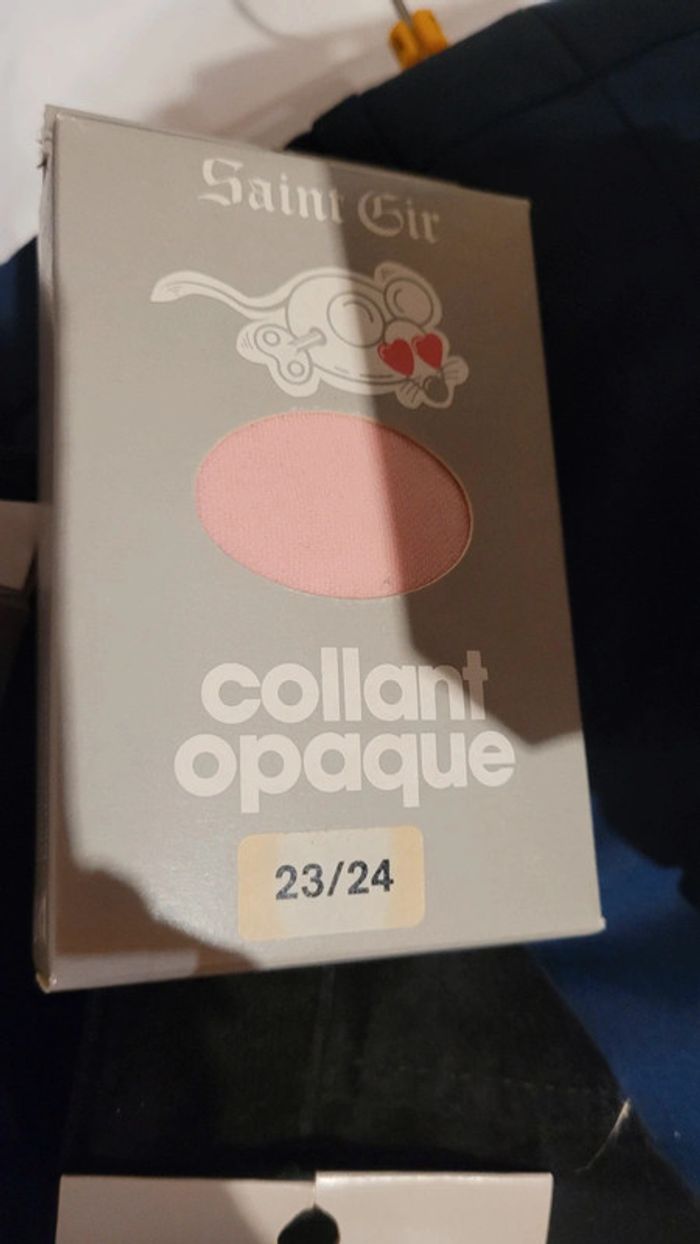 Saint Gir
collant
opaque
23/24